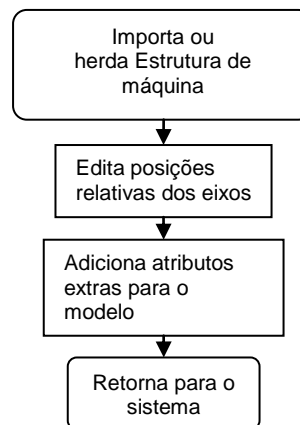 Importa ou
herda Estrutura de
máquina
Edita posições
relativas dos eixos
Adiciona atributos
extras para o
modelo
Retorna para o
sistema